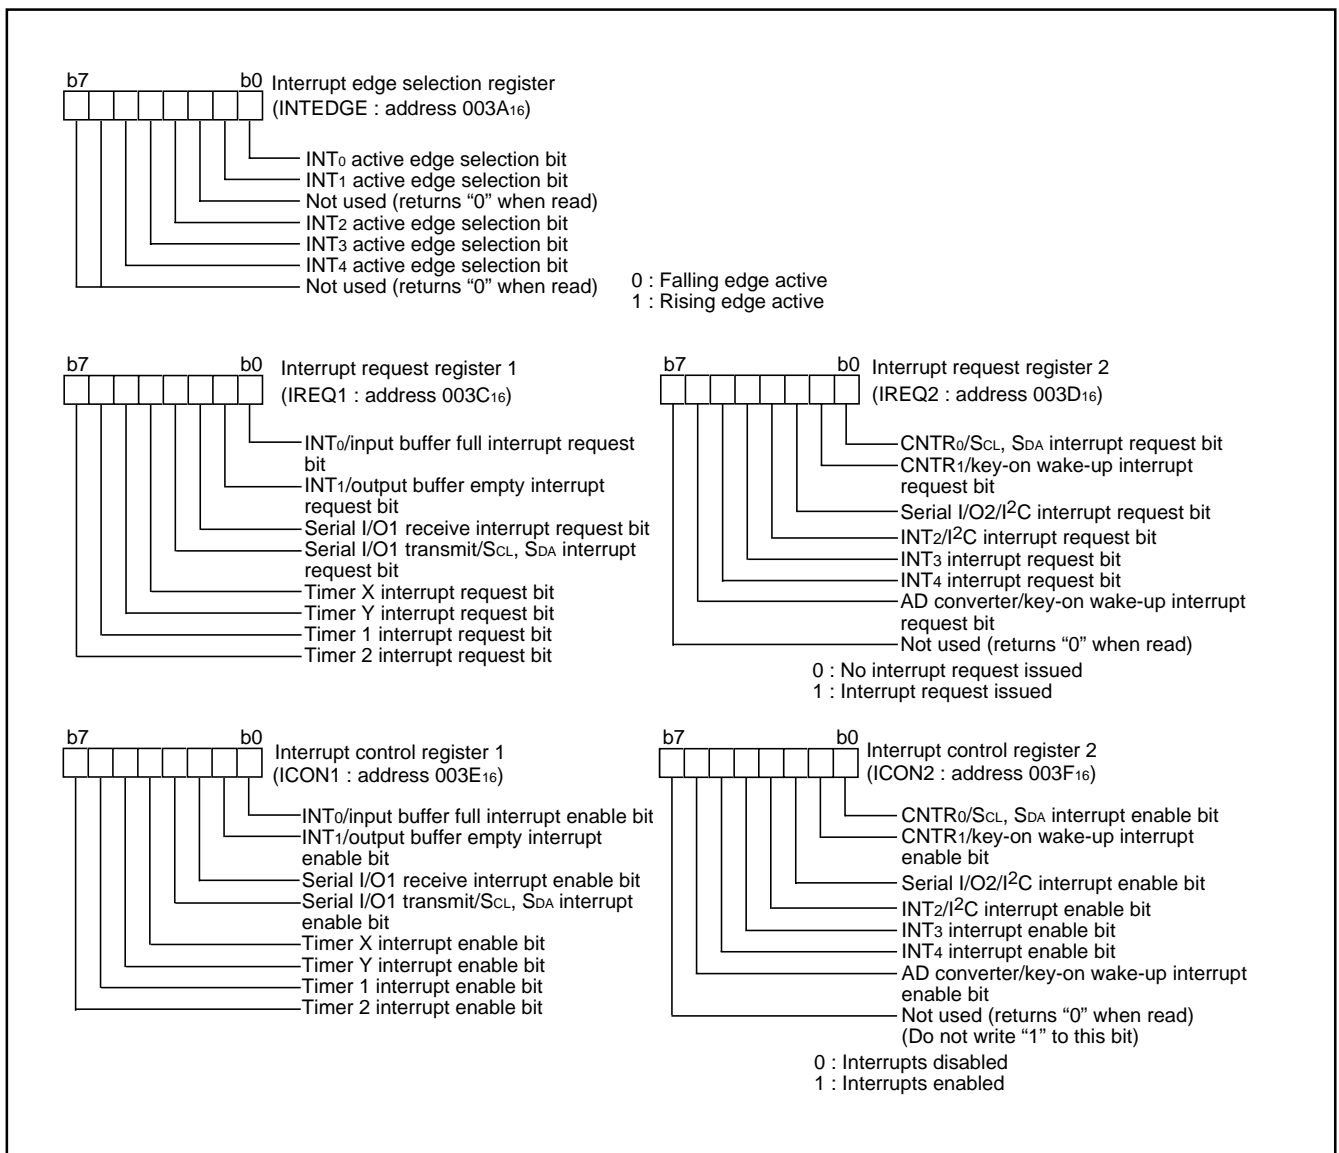 b7 b0 Interrupt edge selection register
(INTEDGE : address 003A16)
INT0 active edge selection bit
INT1 active edge selection bit
Not used (returns “0” when read)
INT2 active edge selection bit
INT3 active edge selection bit
INT4 active edge selection bit
Not used (returns “0” when read)
0 : Falling edge active
1 : Rising edge active
b7 b0 Interrupt request register 1
(IREQ1 : address 003C16)
INT0/input buffer full interrupt request
bit
INT1/output buffer empty interrupt
request bit
Serial I/O1 receive interrupt request bit
Serial I/O1 transmit/SCL, SDA interrupt
request bit
Timer X interrupt request bit
Timer Y interrupt request bit
Timer 1 interrupt request bit
Timer 2 interrupt request bit
b7 b0 Interrupt request register 2
(IREQ2 : address 003D16)
CNTR0/SCL, SDA interrupt request bit
CNTR1/key-on wake-up interrupt
request bit
Serial I/O2/I2C interrupt request bit
INT2/I2C interrupt request bit
INT3 interrupt request bit
INT4 interrupt request bit
AD converter/key-on wake-up interrupt
request bit
Not used (returns “0” when read)
0 : No interrupt request issued
1 : Interrupt request issued
b7 b0 Interrupt control register 1
(ICON1 : address 003E16)
INT0/input buffer full interrupt enable bit
INT1/output buffer empty interrupt
enable bit
Serial I/O1 receive interrupt enable bit
Serial I/O1 transmit/SCL, SDA interrupt
enable bit
Timer X interrupt enable bit
Timer Y interrupt enable bit
Timer 1 interrupt enable bit
Timer 2 interrupt enable bit
b7 b0 Interrupt control register 2
(ICON2 : address 003F16)
CNTR0/SCL, SDA interrupt enable bit
CNTR1/key-on wake-up interrupt
enable bit
Serial I/O2/I2C interrupt enable bit
INT2/I2C interrupt enable bit
INT3 interrupt enable bit
INT4 interrupt enable bit
AD converter/key-on wake-up interrupt
enable bit
Not used (returns “0” when read)
(Do not write “1” to this bit)
0 : Interrupts disabled
1 : Interrupts enabled